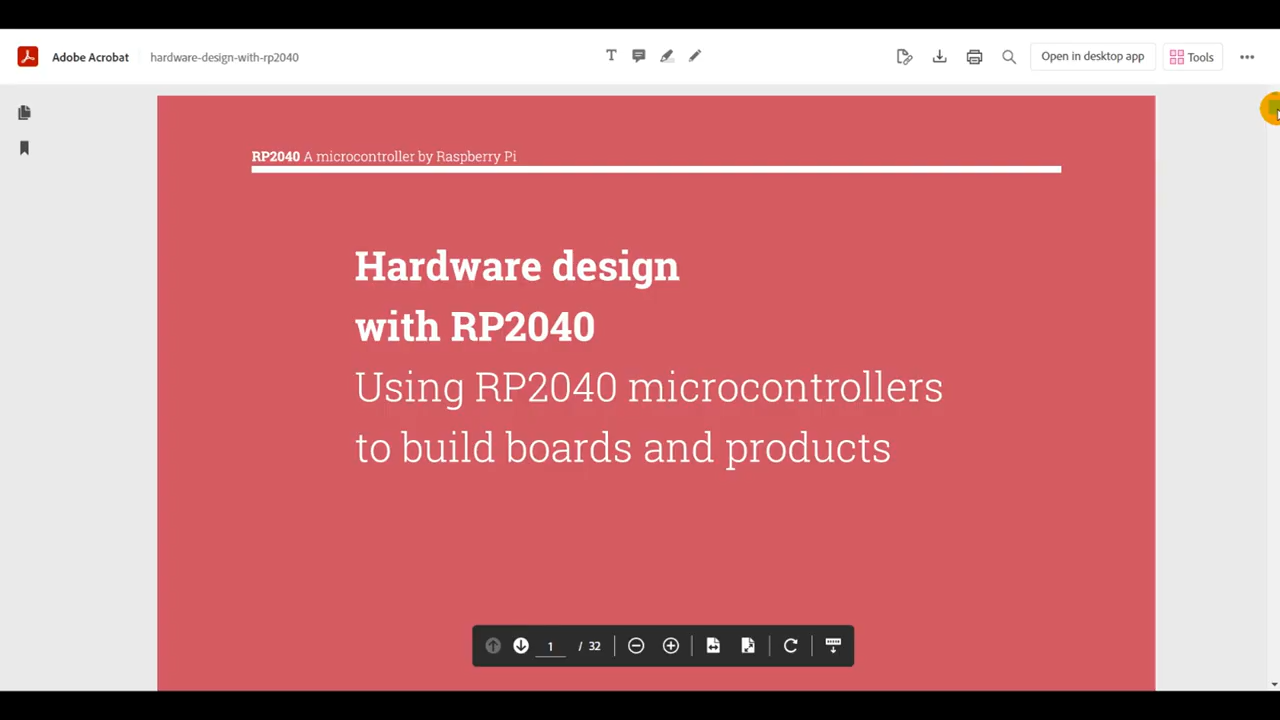 Adobe Acrobat
hardware-design-with-rp2040
Open in desktop app
Tools
RP2040 A microcontroller by Raspberry Pi
Hardware design
with RP2040
Using RP2040 microcontrollers
to build boards and products
1 / 32